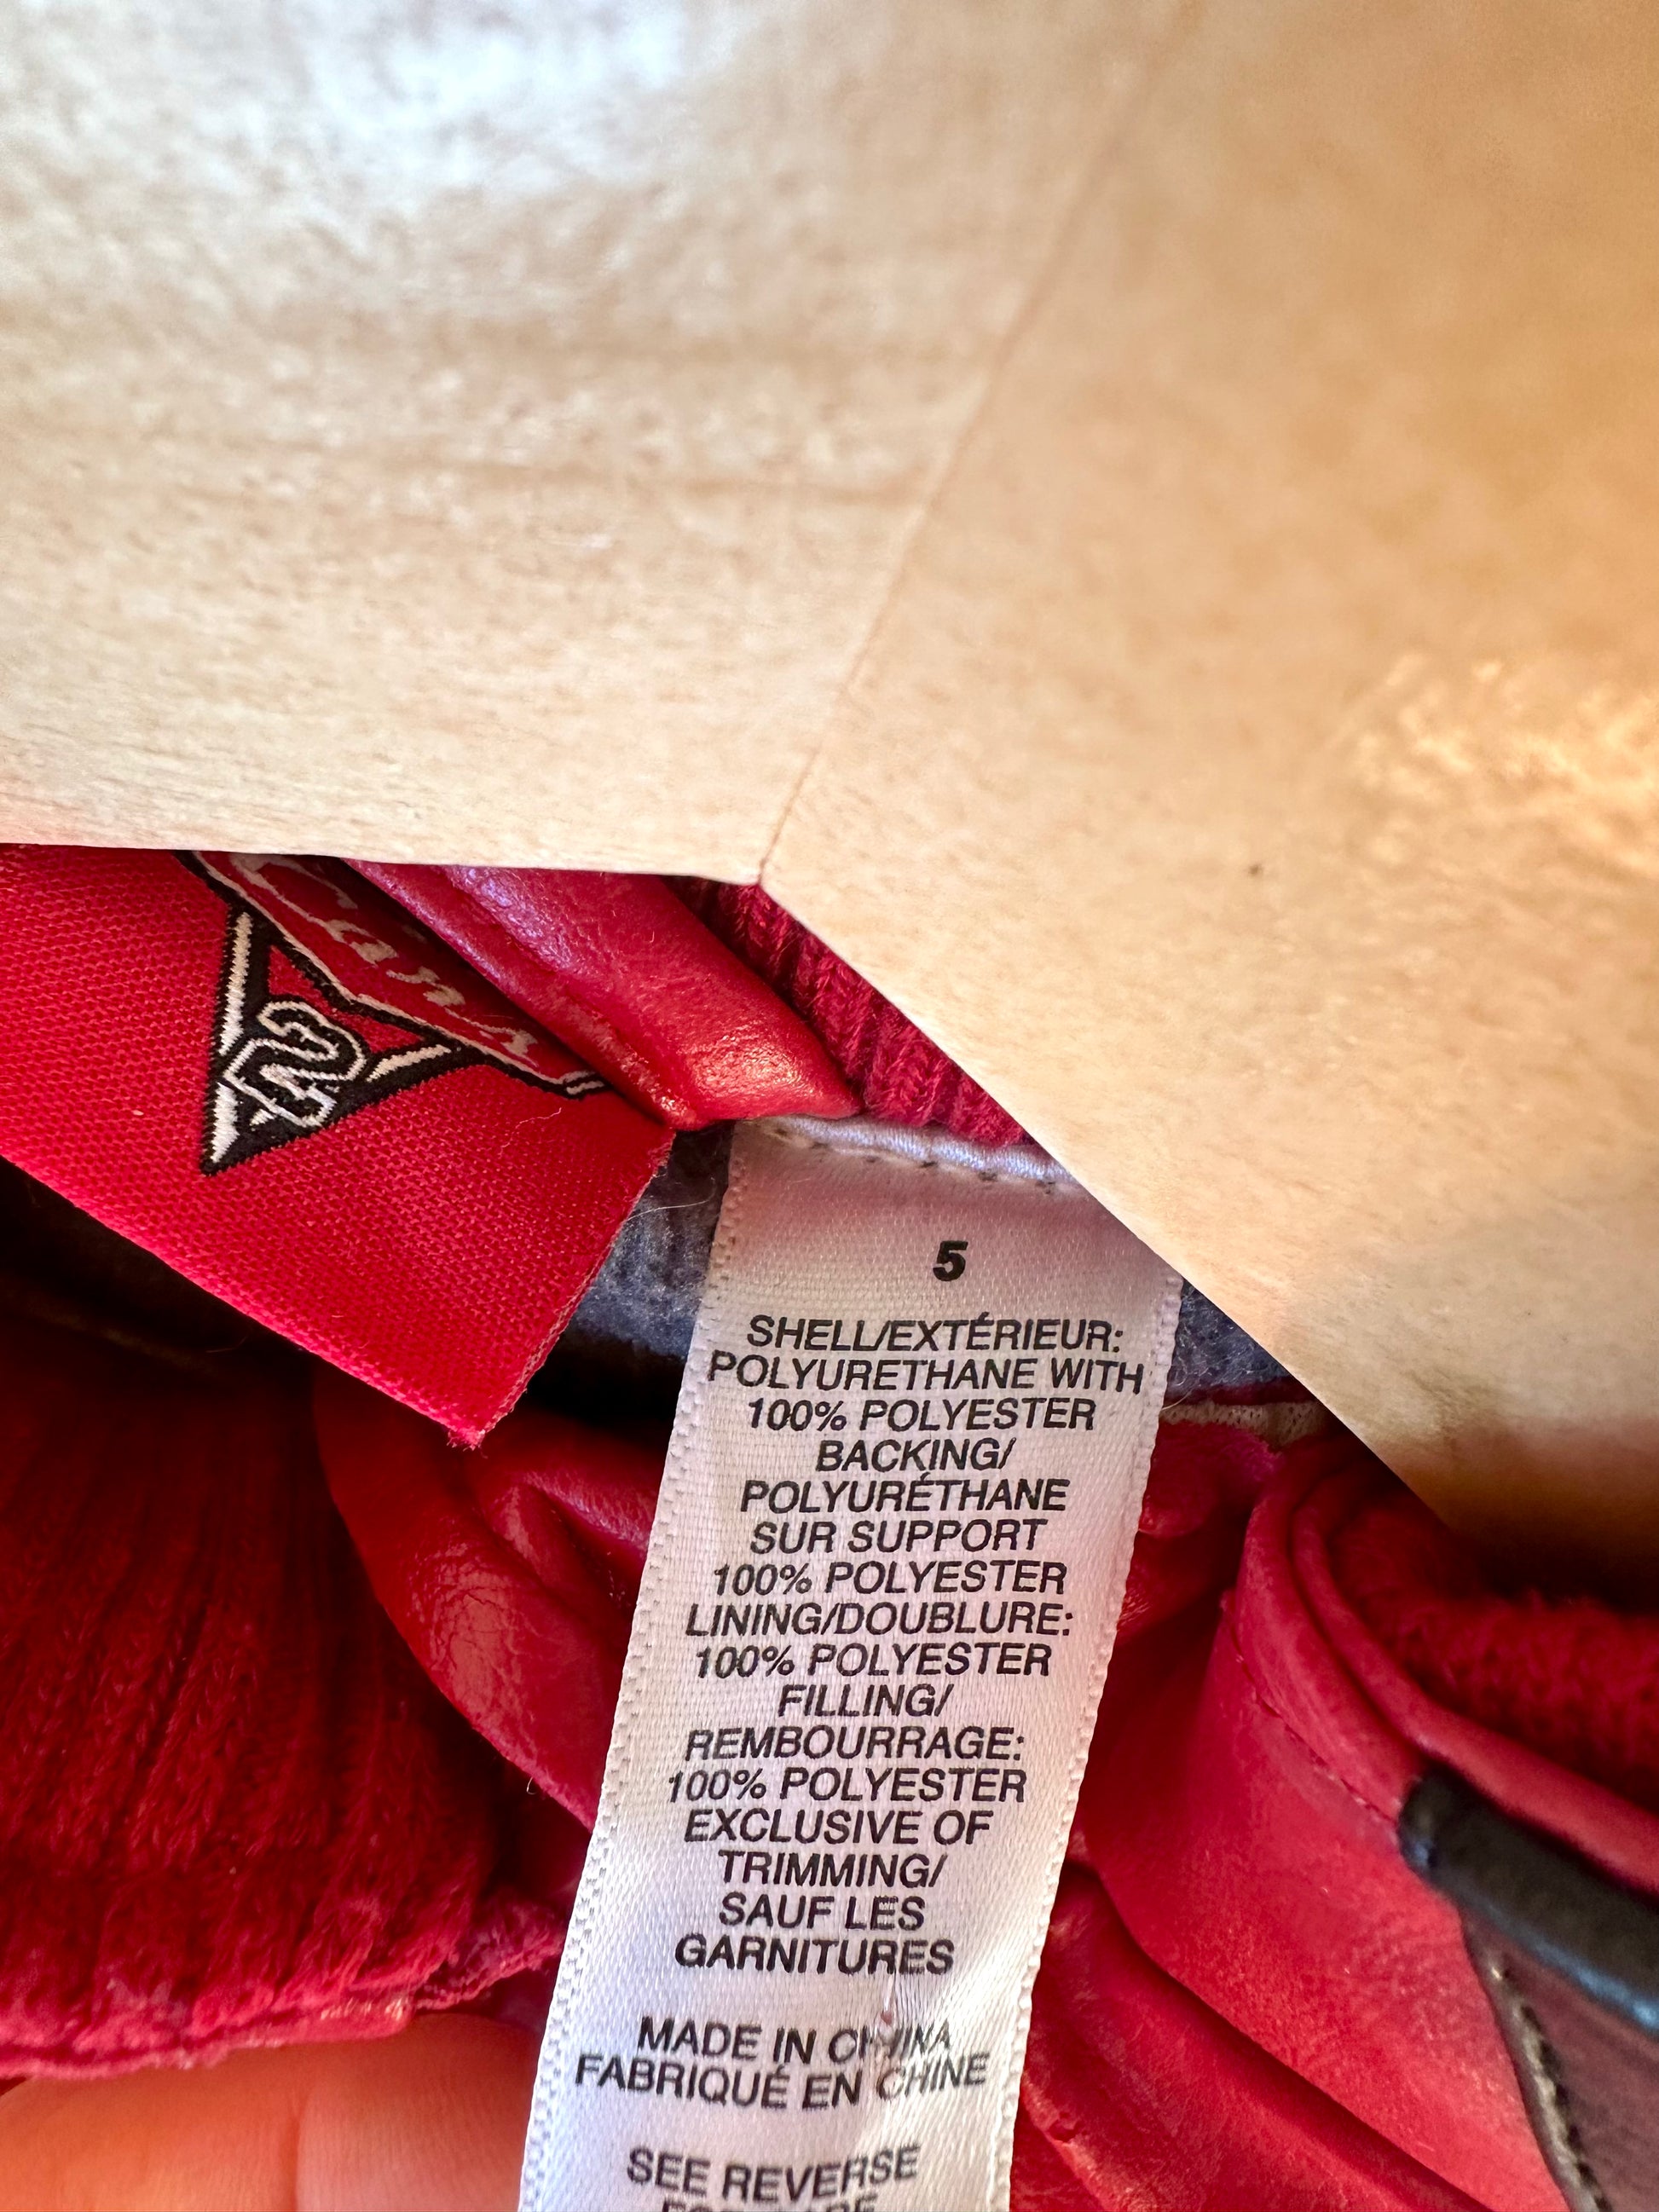 5
SHELL/EXTÉRIEUR:
POLYURETHANE WITH
100% POLYESTER
BACKING/
POLYURÉTHANE
SUR SUPPORT
100% POLYESTER
LINING/DOUBLURE:
100% POLYESTER
FILLING/
REMBOURRAGE:
100% POLYESTER
EXCLUSIVE OF
TRIMMING/
SAUF LES
GARNITURES
MADE IN CHINA
FABRIQUÉ EN CHINE
SEE REVERSE